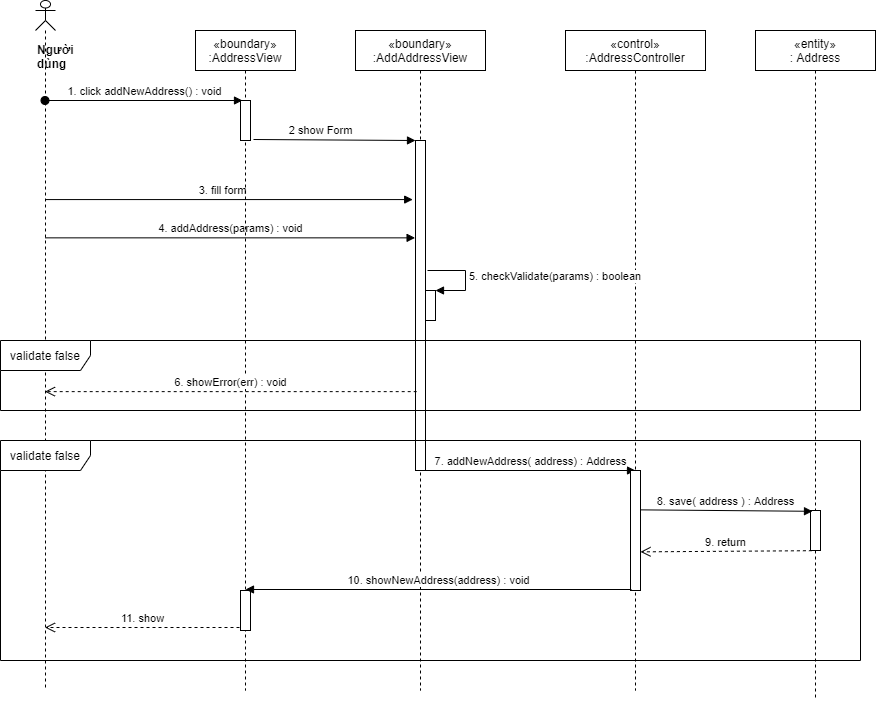 Người
dùng
«boundary»
:AddressView
«boundary»
:AddAddressView
«control»
:AddressController
«entity»
: Address
1. click addNewAddress() : void
2 show Form
3. fill form
4. addAddress(params) : void
5. checkValidate(params) : boolean
validate false
6. showError(err) : void
validate false
7. addNewAddress( address) : Address
8. save( address ) : Address
9. return
10. showNewAddress(address) : void
11. show